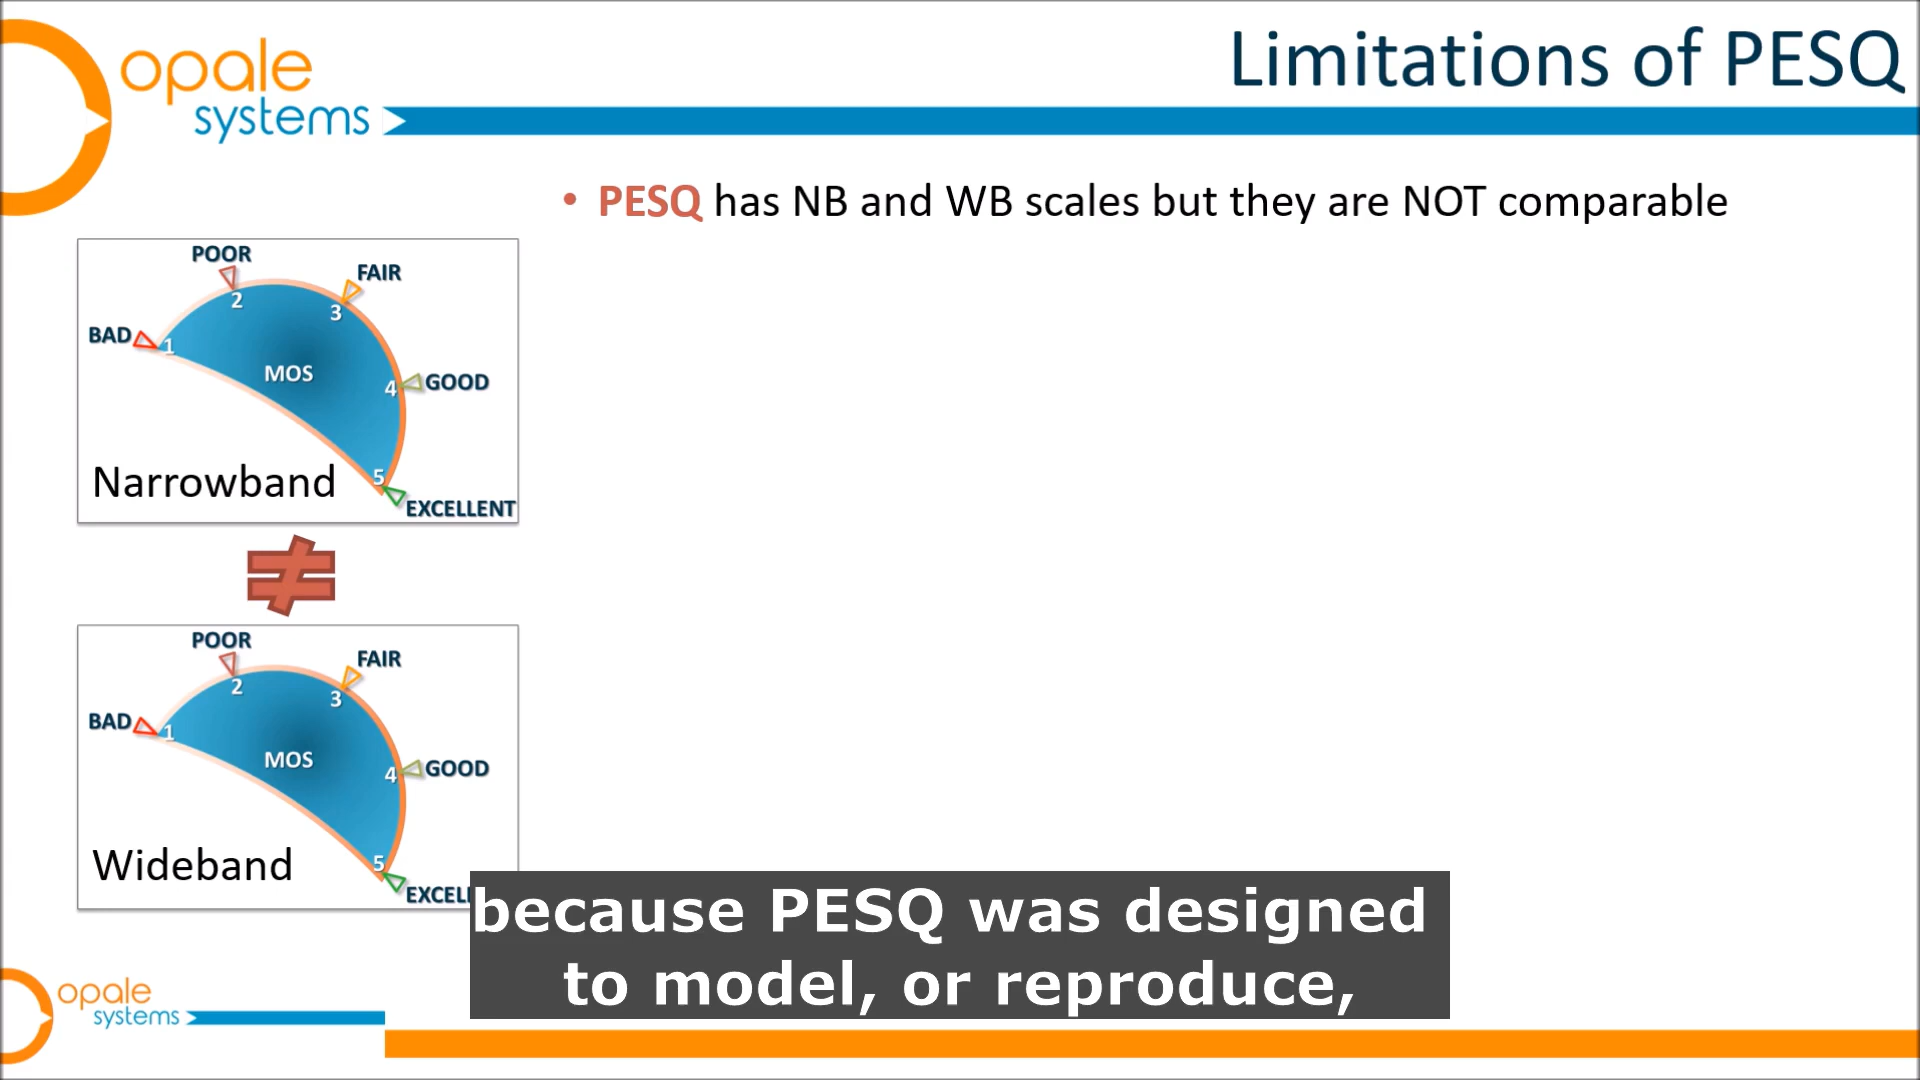 opale
systems
Limitations of PESQ
• PESQ has NB and WB scales but they are NOT comparable
POOR
FAIR
2
3
BAD
1
MOS
4
GOOD
5
Narrowband
EXCELLENT
≠
POOR
FAIR
2
3
BAD
1
MOS
4
GOOD
5
Wideband
EXCEL
because PESQ was designed
to model, or reproduce,
opale
systems